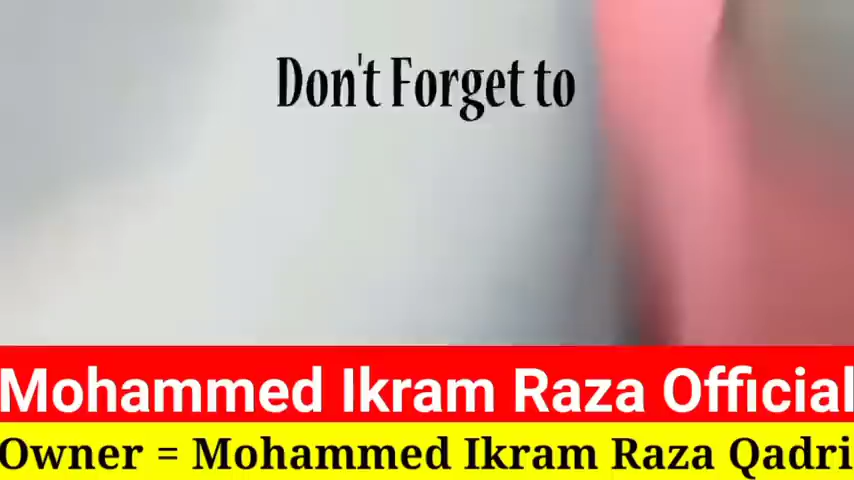 Don't Forget to
Mohammed Ikram Raza Official
Owner = Mohammed Ikram Raza Qadri